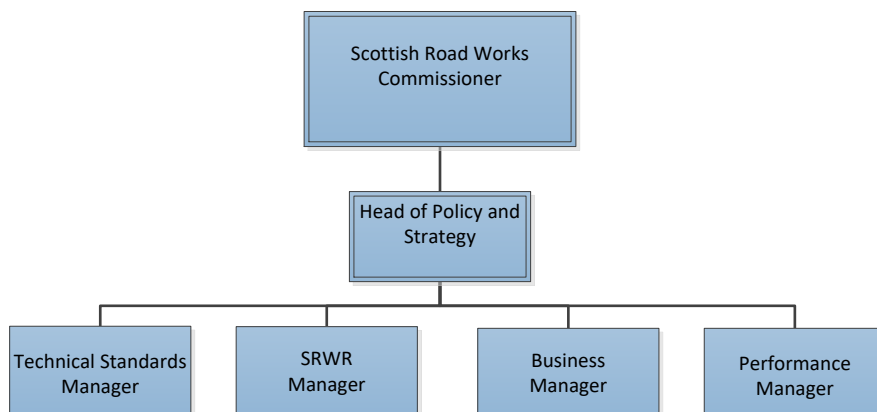 Scottish Road Works
Commissioner
Head of Policy and
Strategy
Technical Standards
Manager
SRWR
Manager
Business
Manager
Performance
Manager